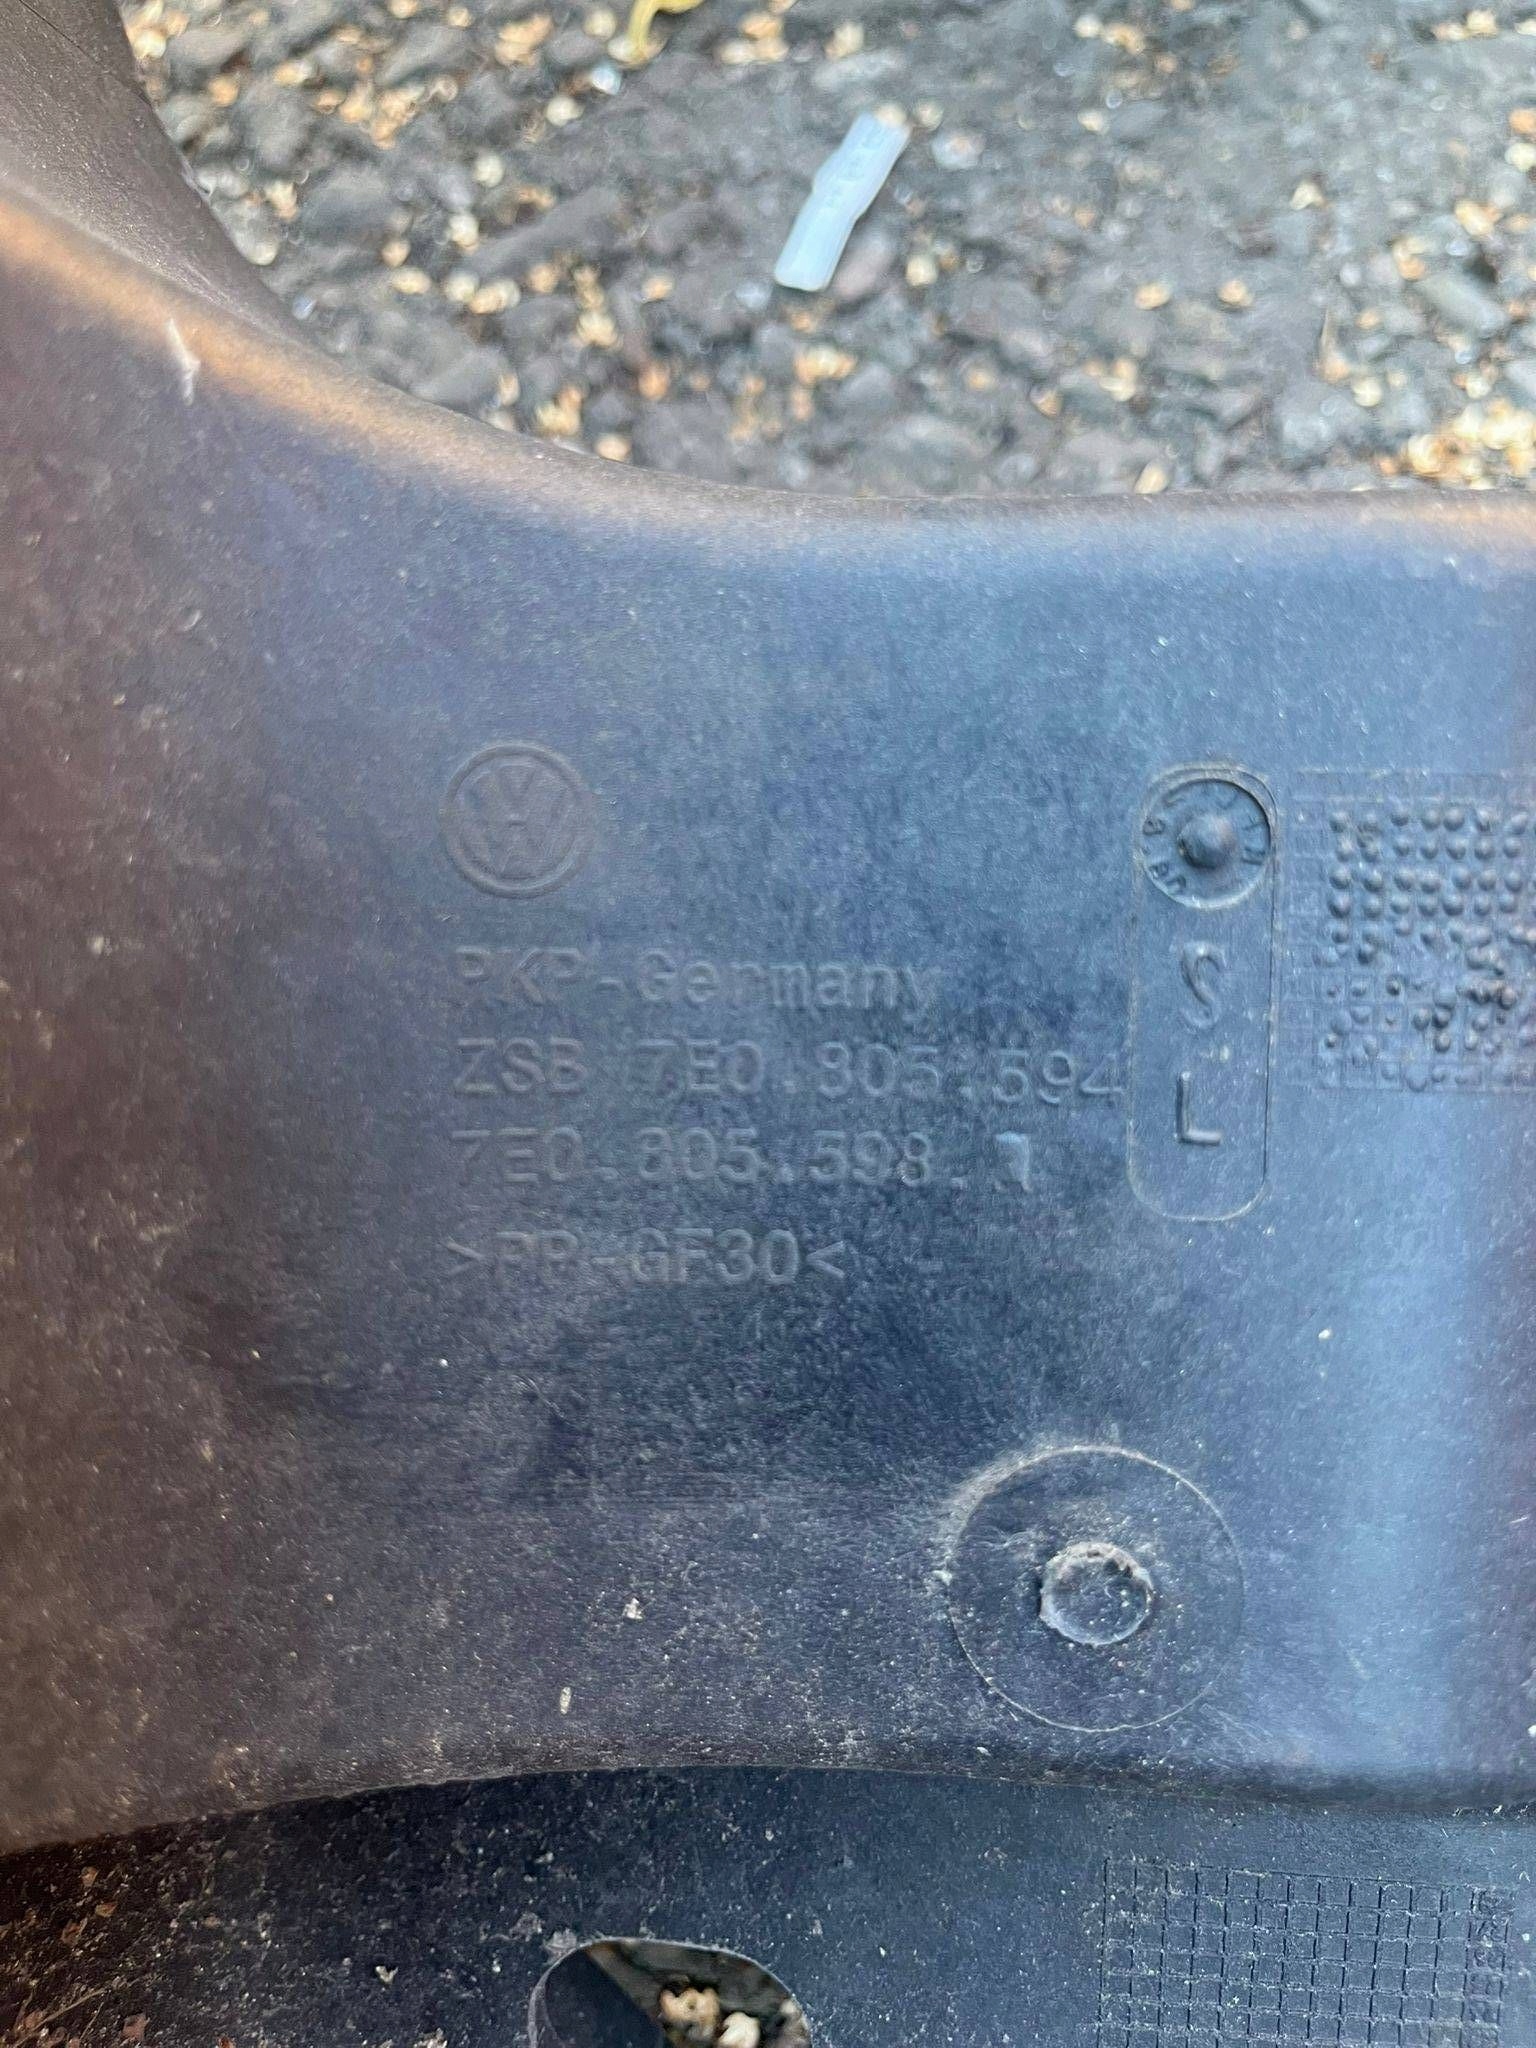 PKP-Germany
ZSB 7E0.805.594
7E0.805.598.
>PP-GF30<
S
L